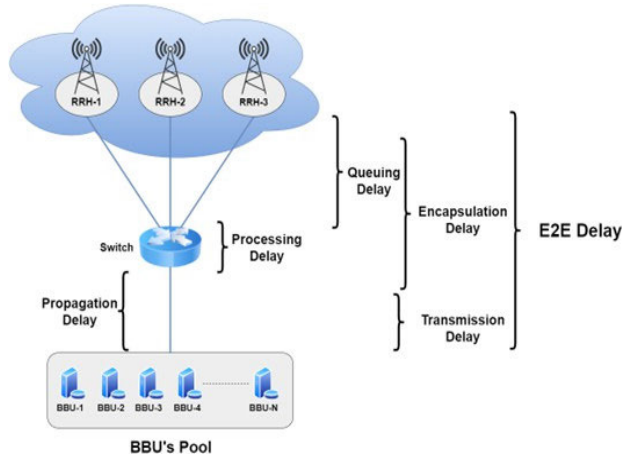 RRH-1
RRH-2
RRH-3
Queuing
Delay
Encapsulation
Delay
E2E Delay
Switch
Processing
Delay
Propagation
Delay
Transmission
Delay
BBU-1
BBU-2
BBU-3
BBU-4
BBU-N
BBU's Pool